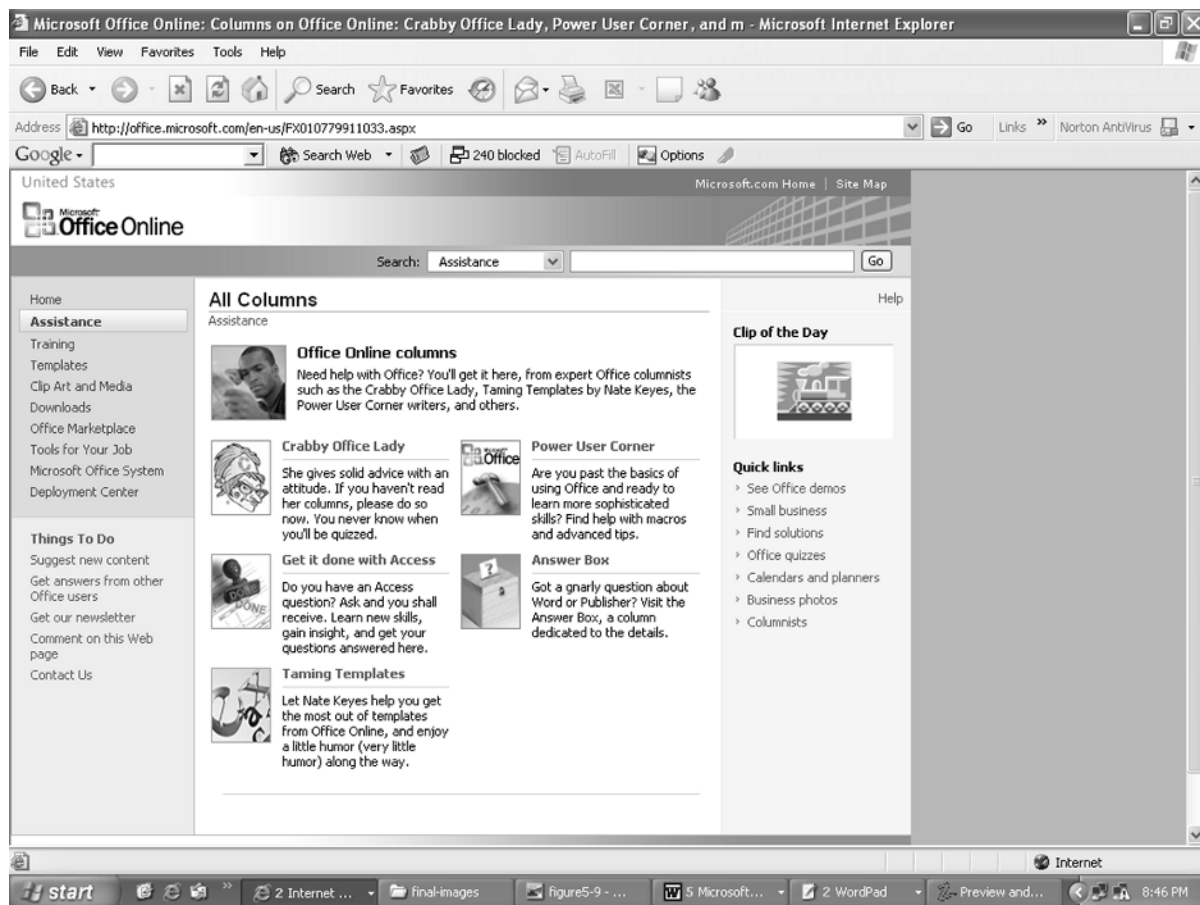 Microsoft Office Online: Columns on Office Online: Crabby Office Lady, Power User Corner, and m - Microsoft Internet Explorer
File Edit View Favorites Tools Help
Back Search Favorites
Address http://office.microsoft.com/en-us/FX010779911033.aspx Go Links » Norton AntiVirus
Google Search Web 240 blocked AutoFill Options
United States
Microsoft.com Home | Site Map
Microsoft
Office Online
Search: Assistance Go
Home
Assistance
Training
Templates
Clip Art and Media
Downloads
Office Marketplace
Tools for Your Job
Microsoft Office System
Deployment Center
Things To Do
Suggest new content
Get answers from other
Office users
Get our newsletter
Comment on this Web
page
Contact Us
All Columns
Assistance
Office Online columns
Need help with Office? You'll get it here, from expert Office columnists
such as the Crabby Office Lady, Taming Templates by Nate Keyes, the
Power User Corner writers, and others.
Crabby Office Lady
She gives solid advice with an
attitude. If you haven't read
her columns, please do so
now. You never know when
you'll be quizzed.
Office
Power User Corner
Are you past the basics of
using Office and ready to
learn more sophisticated
skills? Find help with macros
and advanced tips.
DONE
Get it done with Access
Do you have an Access
question? Ask and you shall
receive. Learn new skills,
gain insight, and get your
questions answered here.
?
Answer Box
Got a gnarly question about
Word or Publisher? Visit the
Answer Box, a column
dedicated to the details.
Taming Templates
Let Nate Keyes help you get
the most out of templates
from Office Online, and enjoy
a little humor (very little
humor) along the way.
Help
Clip of the Day
Quick links
See Office demos
Small business
Find solutions
Office quizzes
Calendars and planners
Business photos
Columnists
Internet
start » 2 Internet ... final-images figure5-9 - ... 5 Microsoft... 2 WordPad Preview and... 8:46 PM